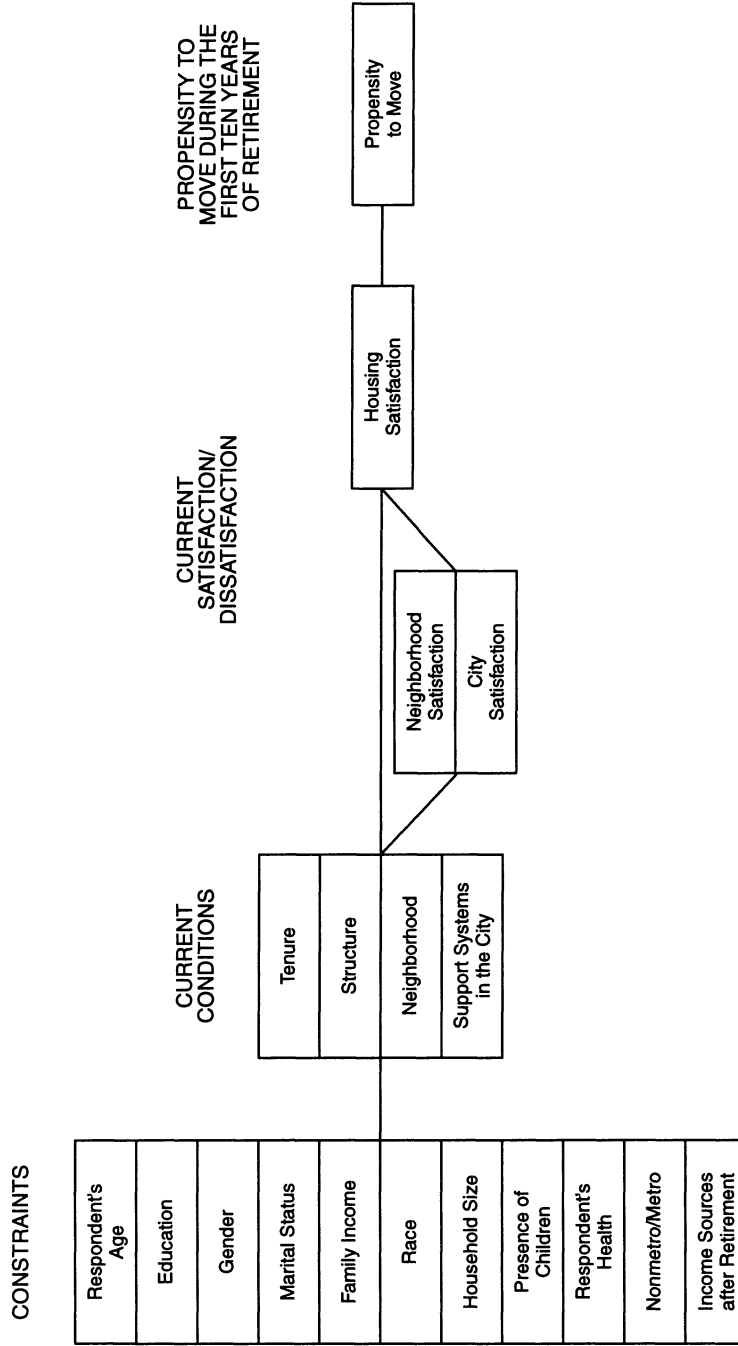 CONSTRAINTS
Respondent's
Age
Education
Gender
Marital Status
Family Income
Race
Household Size
Presence of
Children
Respondent's
Health
Nonmetro/Metro
Income Sources
after Retirement
CURRENT
CONDITIONS
Tenure
Structure
Neighborhood
Support Systems
in the City
CURRENT
SATISFACTION/
DISSATISFACTION
Neighborhood
Satisfaction
City
Satisfaction
Housing
Satisfaction
PROPENSITY TO
MOVE DURING THE
FIRST TEN YEARS
OF RETIREMENT
Propensity
to Move